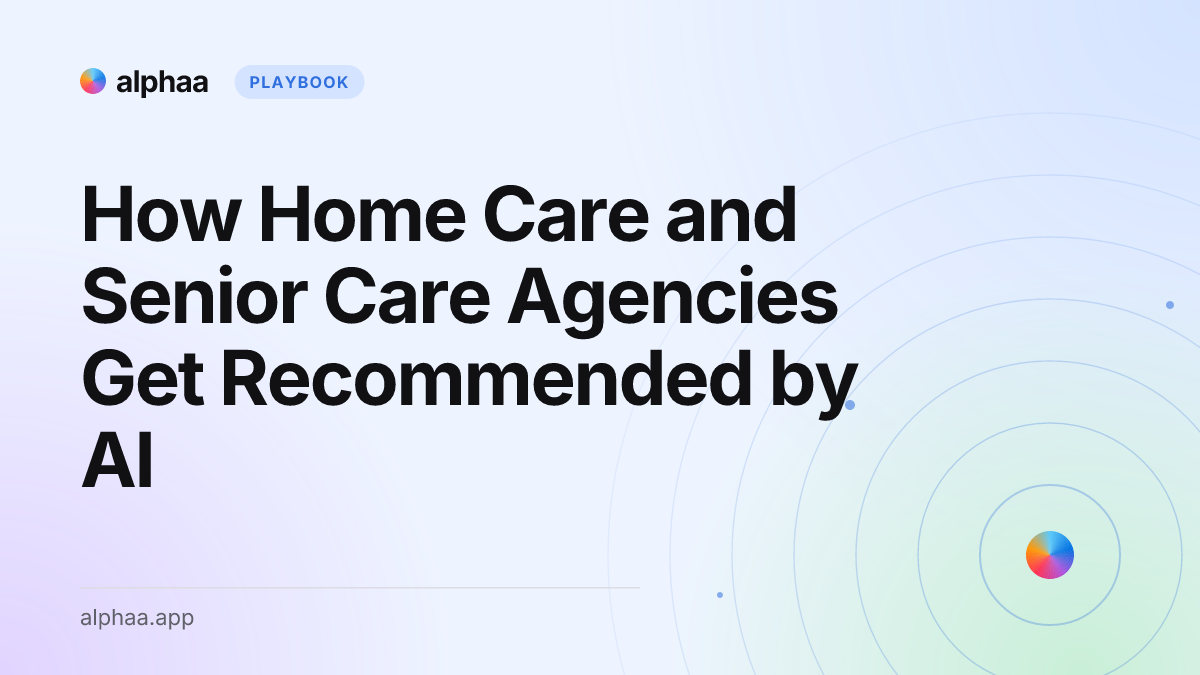 alphaa PLAYBOOK
How Home Care and
Senior Care Agencies
Get Recommended by
AI
alphaa.app